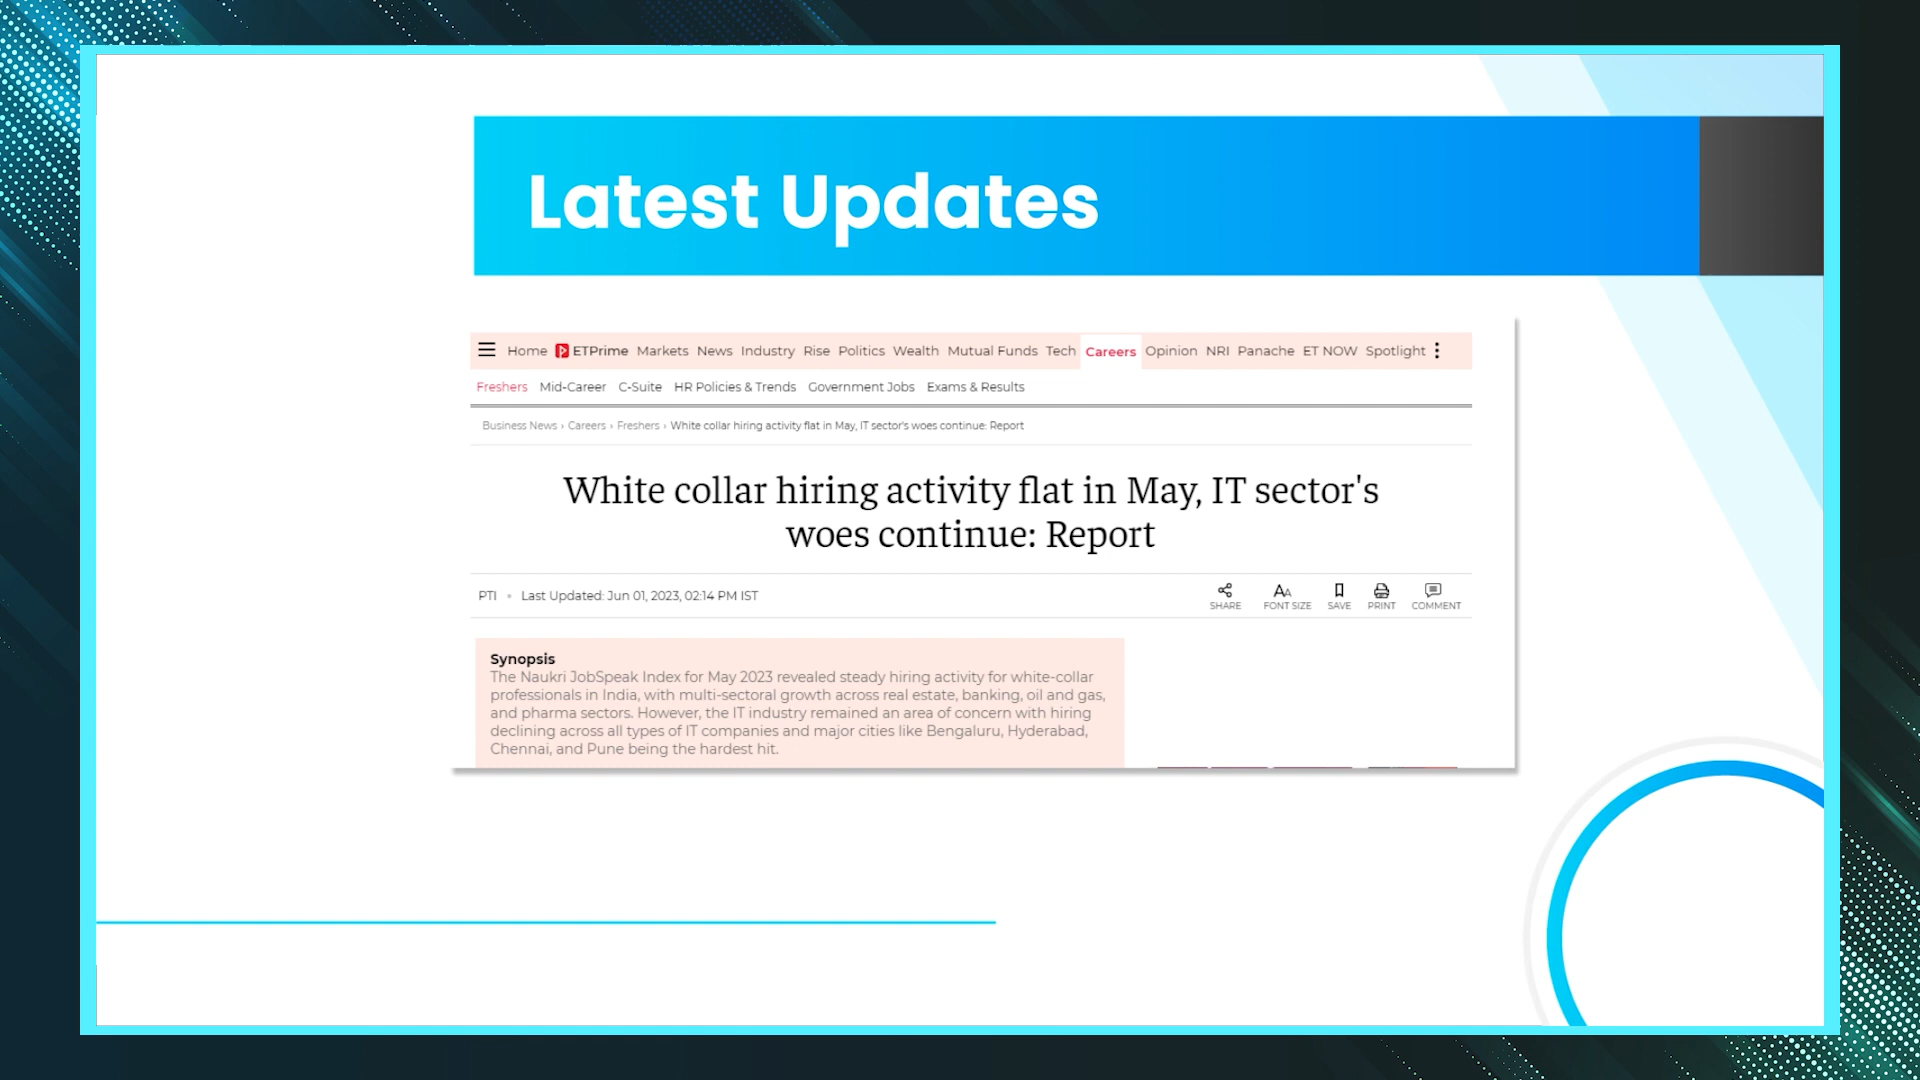 Latest Updates
Home ETPrime Markets News Industry Rise Politics Wealth Mutual Funds Tech Careers Opinion NRI Panache ET NOW Spotlight
Freshers Mid-Career C-Suite HR Policies & Trends Government Jobs Exams & Results
Business News › Careers › Freshers › White collar hiring activity flat in May, IT sector's woes continue: Report
White collar hiring activity flat in May, IT sector's
woes continue: Report
PTI • Last Updated: Jun 01, 2023, 02:14 PM IST
SHARE FONT SIZE SAVE PRINT COMMENT
Synopsis
The Naukri JobSpeak Index for May 2023 revealed steady hiring activity for white-collar
professionals in India, with multi-sectoral growth across real estate, banking, oil and gas,
and pharma sectors. However, the IT industry remained an area of concern with hiring
declining across all types of IT companies and major cities like Bengaluru, Hyderabad,
Chennai, and Pune being the hardest hit.